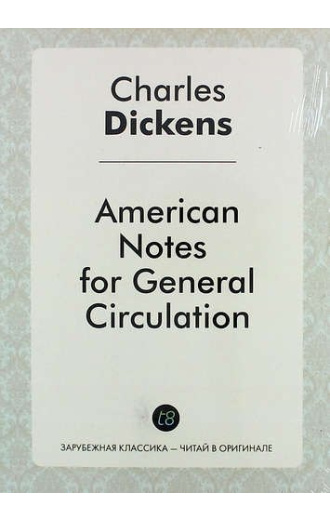 Charles
Dickens
American
Notes
for General
Circulation
t8
ЗАРУБЕЖНАЯ КЛАССИКА — ЧИТАЙ В ОРИГИНАЛЕ